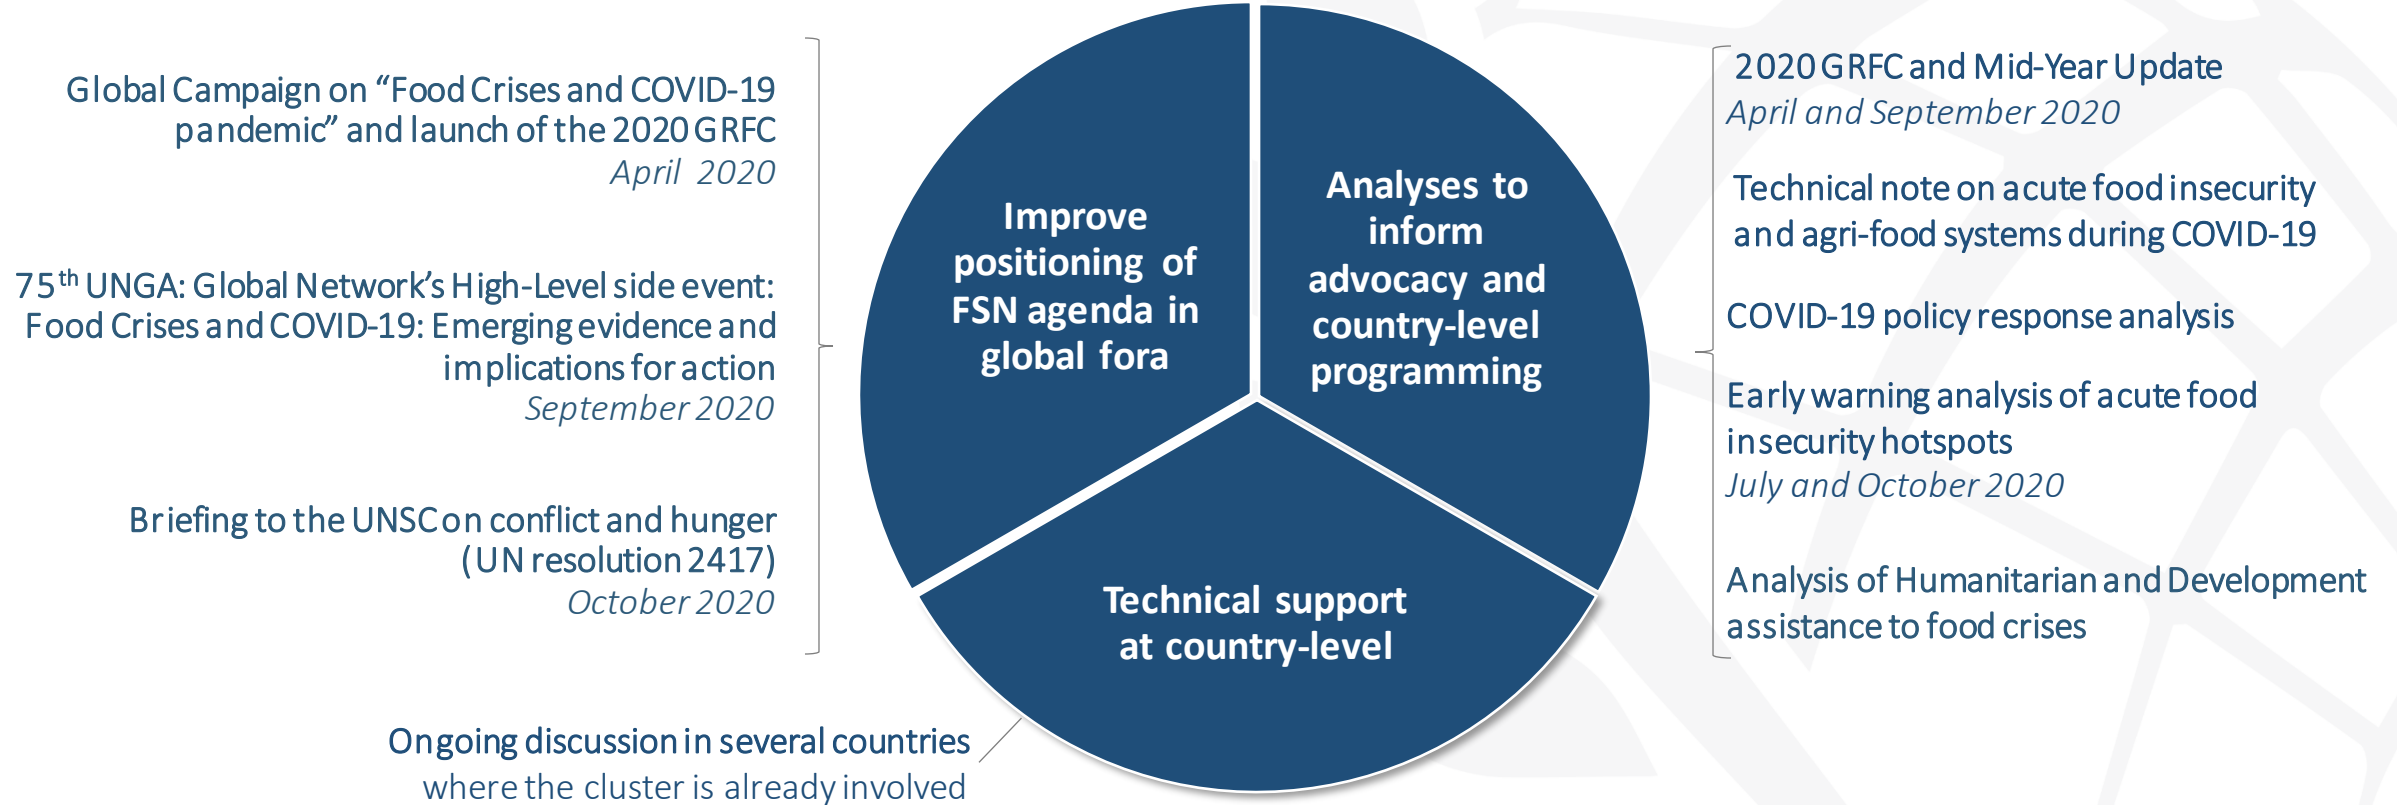 Global Campaign on “Food Crises and COVID-19
pandemic” and launch of the 2020 GRFC
April 2020
75th UNGA: Global Network’s High-Level side event:
Food Crises and COVID-19: Emerging evidence and
implications for action
September 2020
Briefing to the UNSC on conflict and hunger
(UN resolution 2417)
October 2020
Improve
positioning of
FSN agenda in
global fora
Analyses to
inform
advocacy and
country-level
programming
Technical support
at country-level
Ongoing discussion in several countries
where the cluster is already involved
2020 GRFC and Mid-Year Update
April and September 2020
Technical note on acute food insecurity
and agri-food systems during COVID-19
COVID-19 policy response analysis
Early warning analysis of acute food
insecurity hotspots
July and October 2020
Analysis of Humanitarian and Development
assistance to food crises